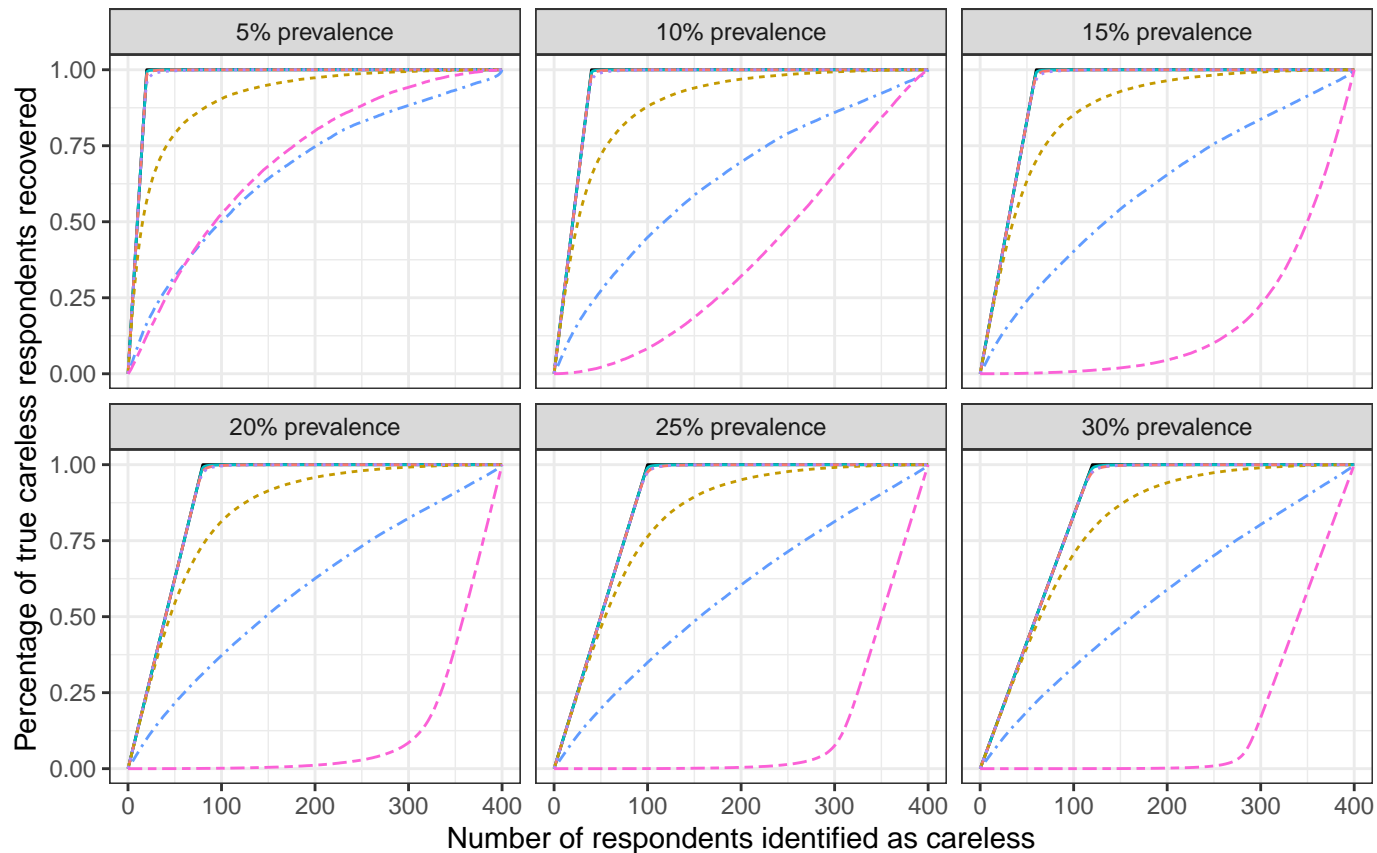 5% prevalence
10% prevalence
15% prevalence
1.00
0.75
0.50
0.25
0.00
20% prevalence
25% prevalence
30% prevalence
1.00
0.75
0.50
0.25
0.00
0 100 200 300 400
0 100 200 300 400
0 100 200 300 400
Number of respondents identified as careless
Percentage of true careless respondents recovered